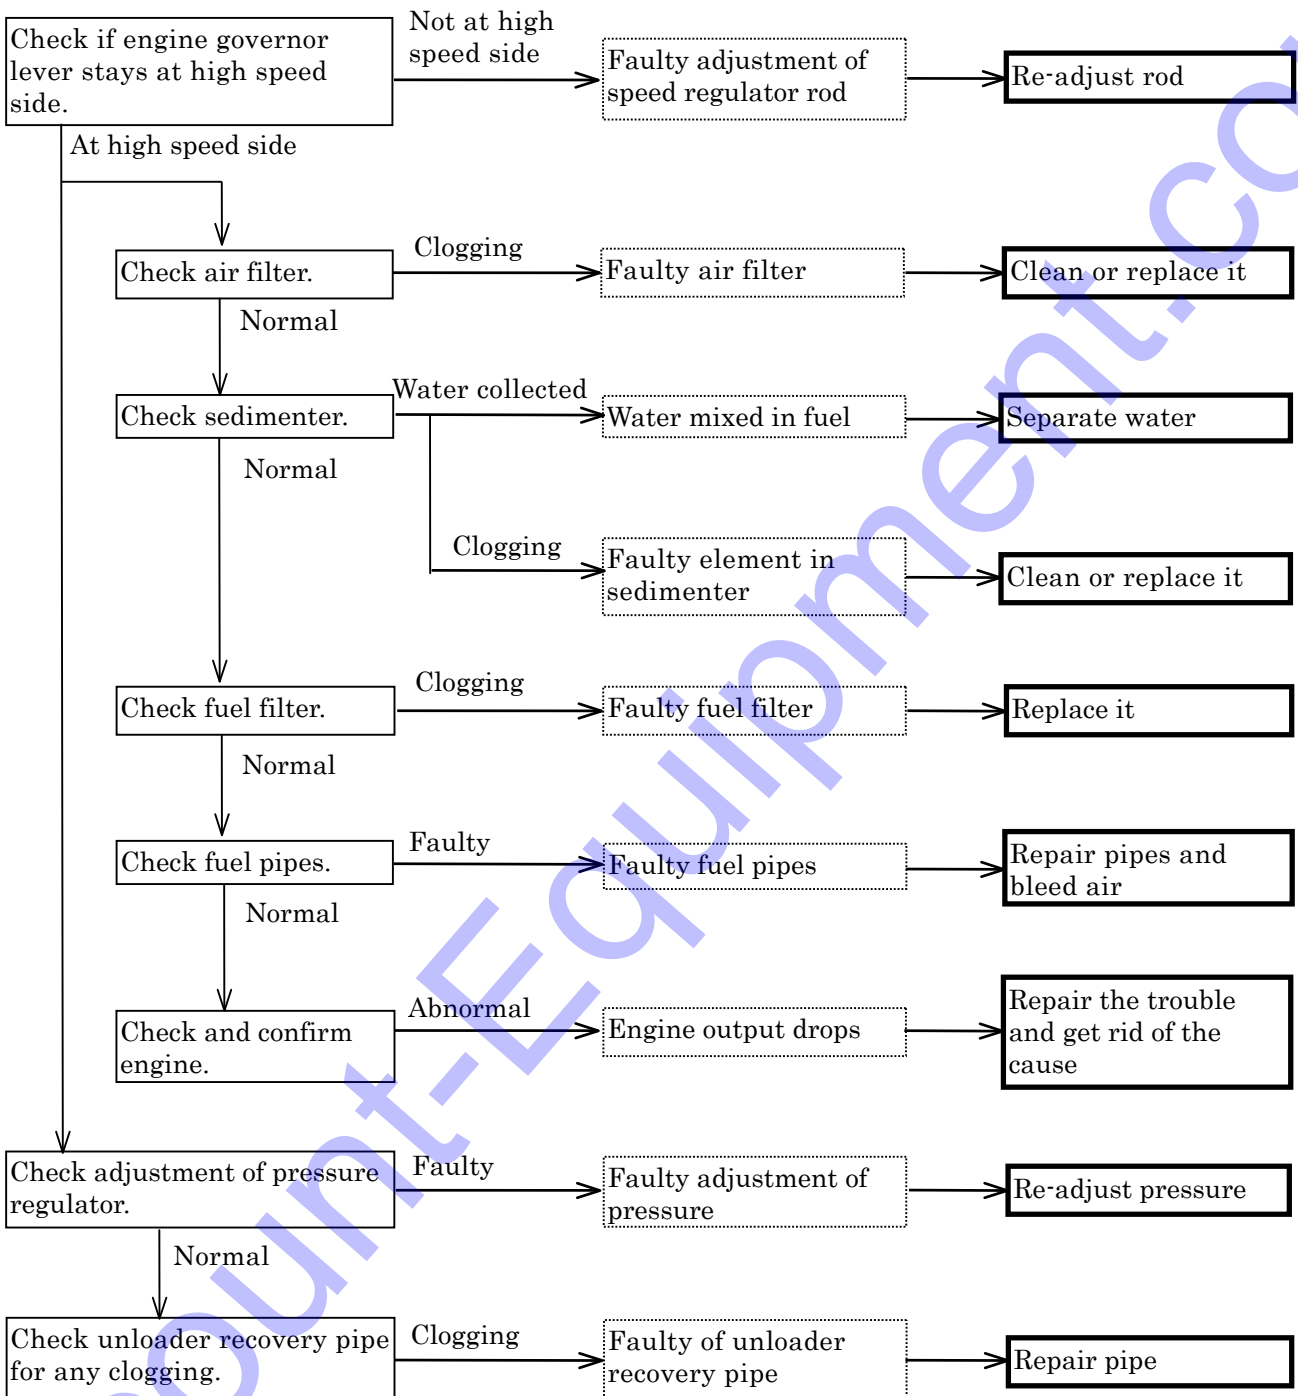 Check if engine governor
lever stays at high speed
side.
Not at high
speed side
Faulty adjustment of
speed regulator rod
Re-adjust rod
At high speed side
Check air filter.
Clogging
Faulty air filter
Clean or replace it
Normal
Check sedimenter.
Water collected
Water mixed in fuel
Separate water
Normal
Clogging
Faulty element in
sedimenter
Clean or replace it
Check fuel filter.
Clogging
Faulty fuel filter
Replace it
Normal
Check fuel pipes.
Faulty
Faulty fuel pipes
Repair pipes and
bleed air
Normal
Check and confirm
engine.
Abnormal
Engine output drops
Repair the trouble
and get rid of the
cause
Check adjustment of pressure
regulator.
Faulty
Faulty adjustment of
pressure
Re-adjust pressure
Normal
Check unloader recovery pipe
for any clogging.
Clogging
Faulty of unloader
recovery pipe
Repair pipe
ount-Equipment.co